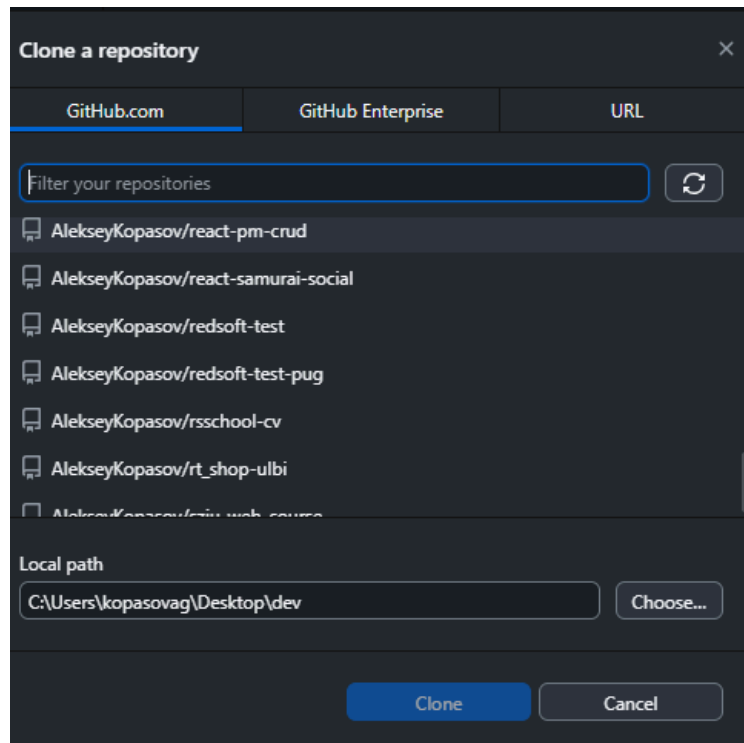 Clone a repository
GitHub.com GitHub Enterprise URL
Filter your repositories
AlekseyKopasov/react-pm-crud
AlekseyKopasov/react-samurai-social
AlekseyKopasov/redsoft-test
AlekseyKopasov/redsoft-test-pug
AlekseyKopasov/rsschool-cv
AlekseyKopasov/rt_shop-ulbi
Local path
C:\Users\kopasovag\Desktop\dev Choose...
Clone Cancel